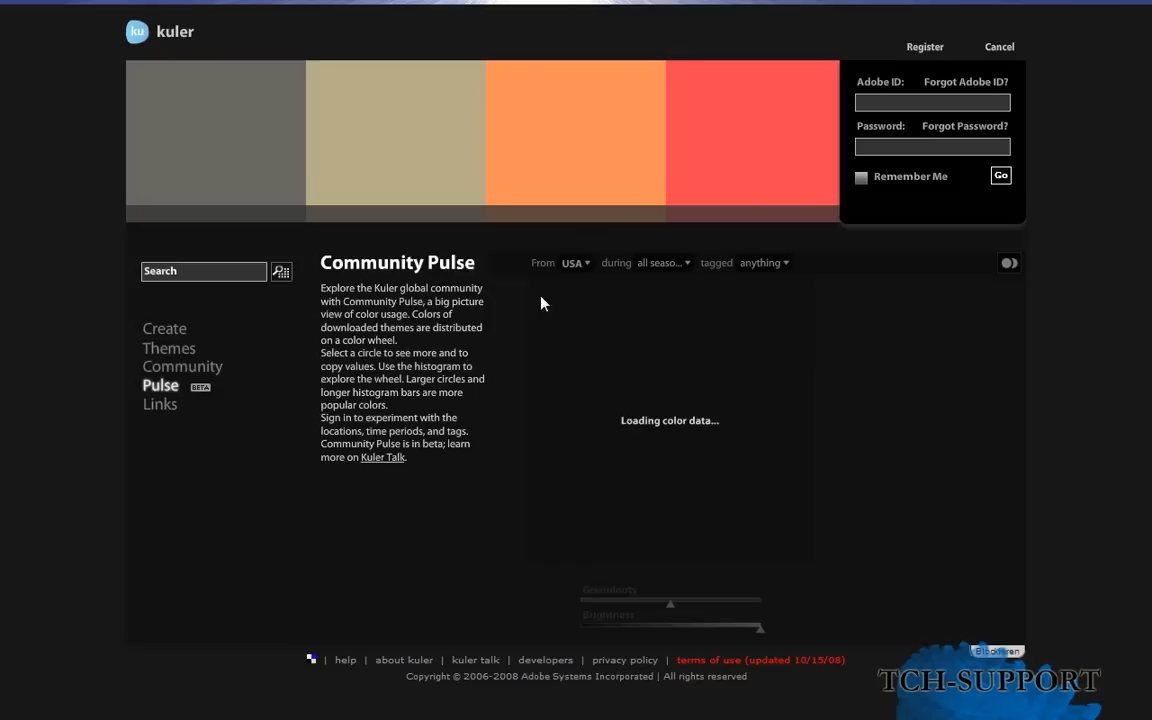 ku kuler
Register Cancel
Adobe ID: Forgot Adobe ID?
Password: Forgot Password?
Remember Me Go
Search
Create
Themes
Community
Pulse BETA
Links
Community Pulse
Explore the Kuler global community
with Community Pulse, a big picture
view of color usage. Colors of
downloaded themes are distributed
on a color wheel.
Select a circle to see more and to
copy values. Use the histogram to
explore the wheel. Larger circles and
longer histogram bars are more
popular colors.
Sign in to experiment with the
locations, time periods, and tags.
Community Pulse is in beta; learn
more on Kuler Talk.
From USA during all seaso... tagged anything
Loading color data...
Granularity
Brightness
| help | about kuler | kuler talk | developers | privacy policy | terms of use (updated 10/15/08)
Copyright © 2006-2008 Adobe Systems Incorporated | All rights reserved
Blokkeren
TCH-SUPPORT